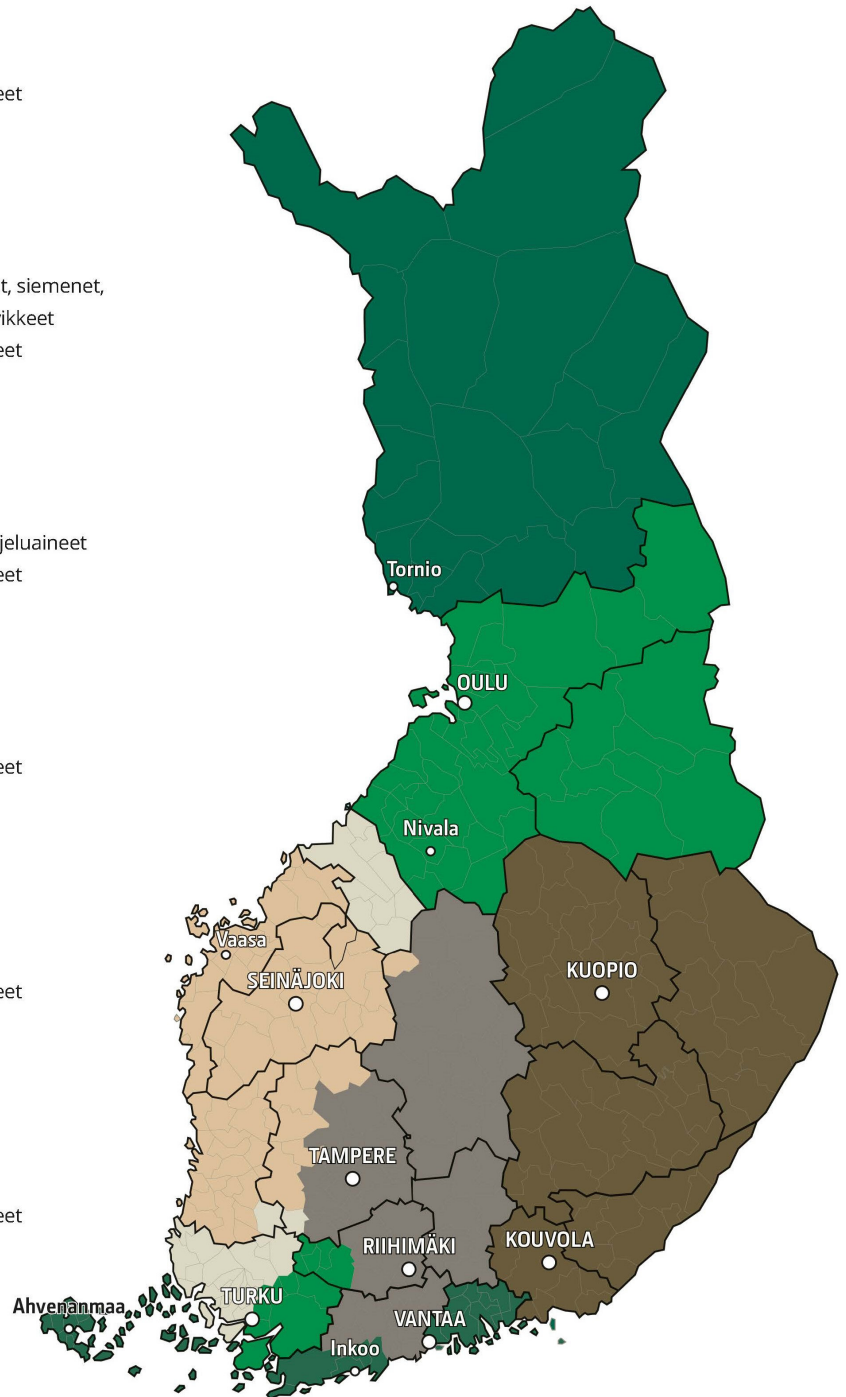 eet
t, siemenet,
ikkeet
eet
jeluaineet
eet
eet
eet
eet
Tornio
OULU
Nivala
Vaasa
SEINÄJOKI
KUOPIO
TAMPERE
RIIHIMÄKI
KOUVOLA
TURKU
VANTAA
Ahvenanmaa
Inkoo